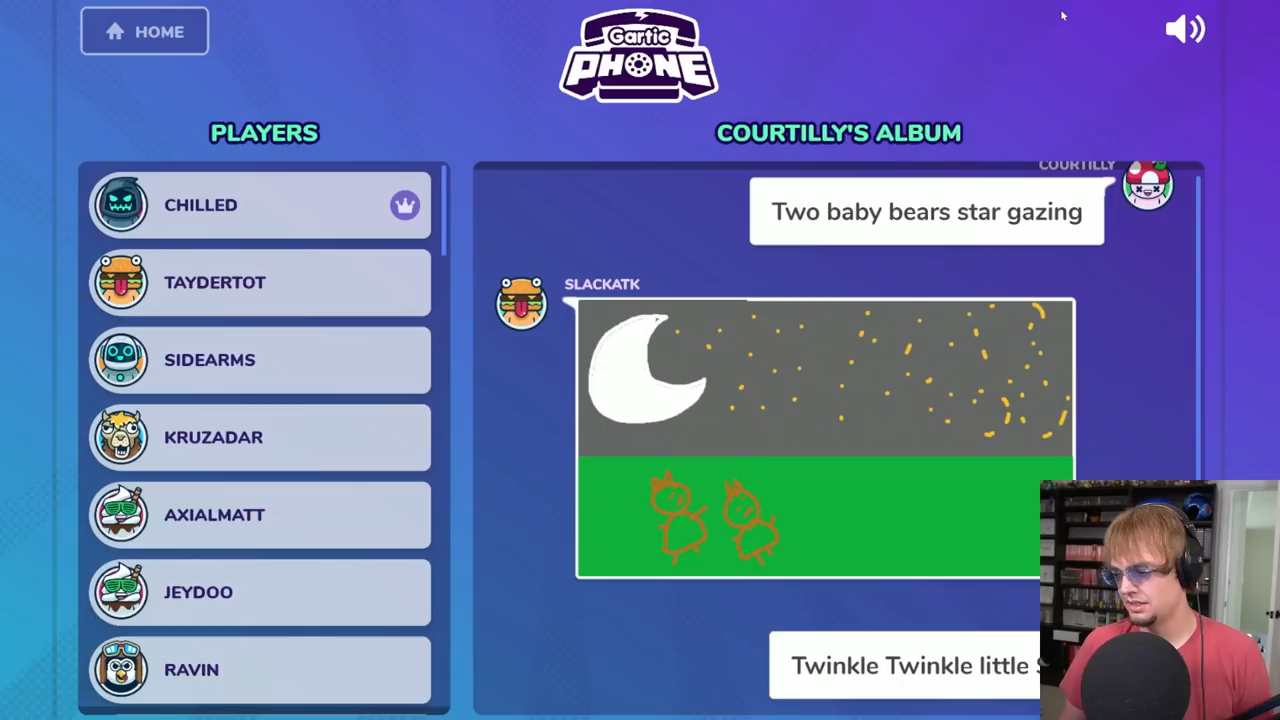 HOME
Gartic
PHONE
PLAYERS
COURTILLY'S ALBUM
CHILLED
TAYDERTOT
SIDEARMS
KRUZADAR
AXIALMATT
JEYDOO
RAVIN
COURTILLY
Two baby bears star gazing
SLACKATK
Twinkle Twinkle little